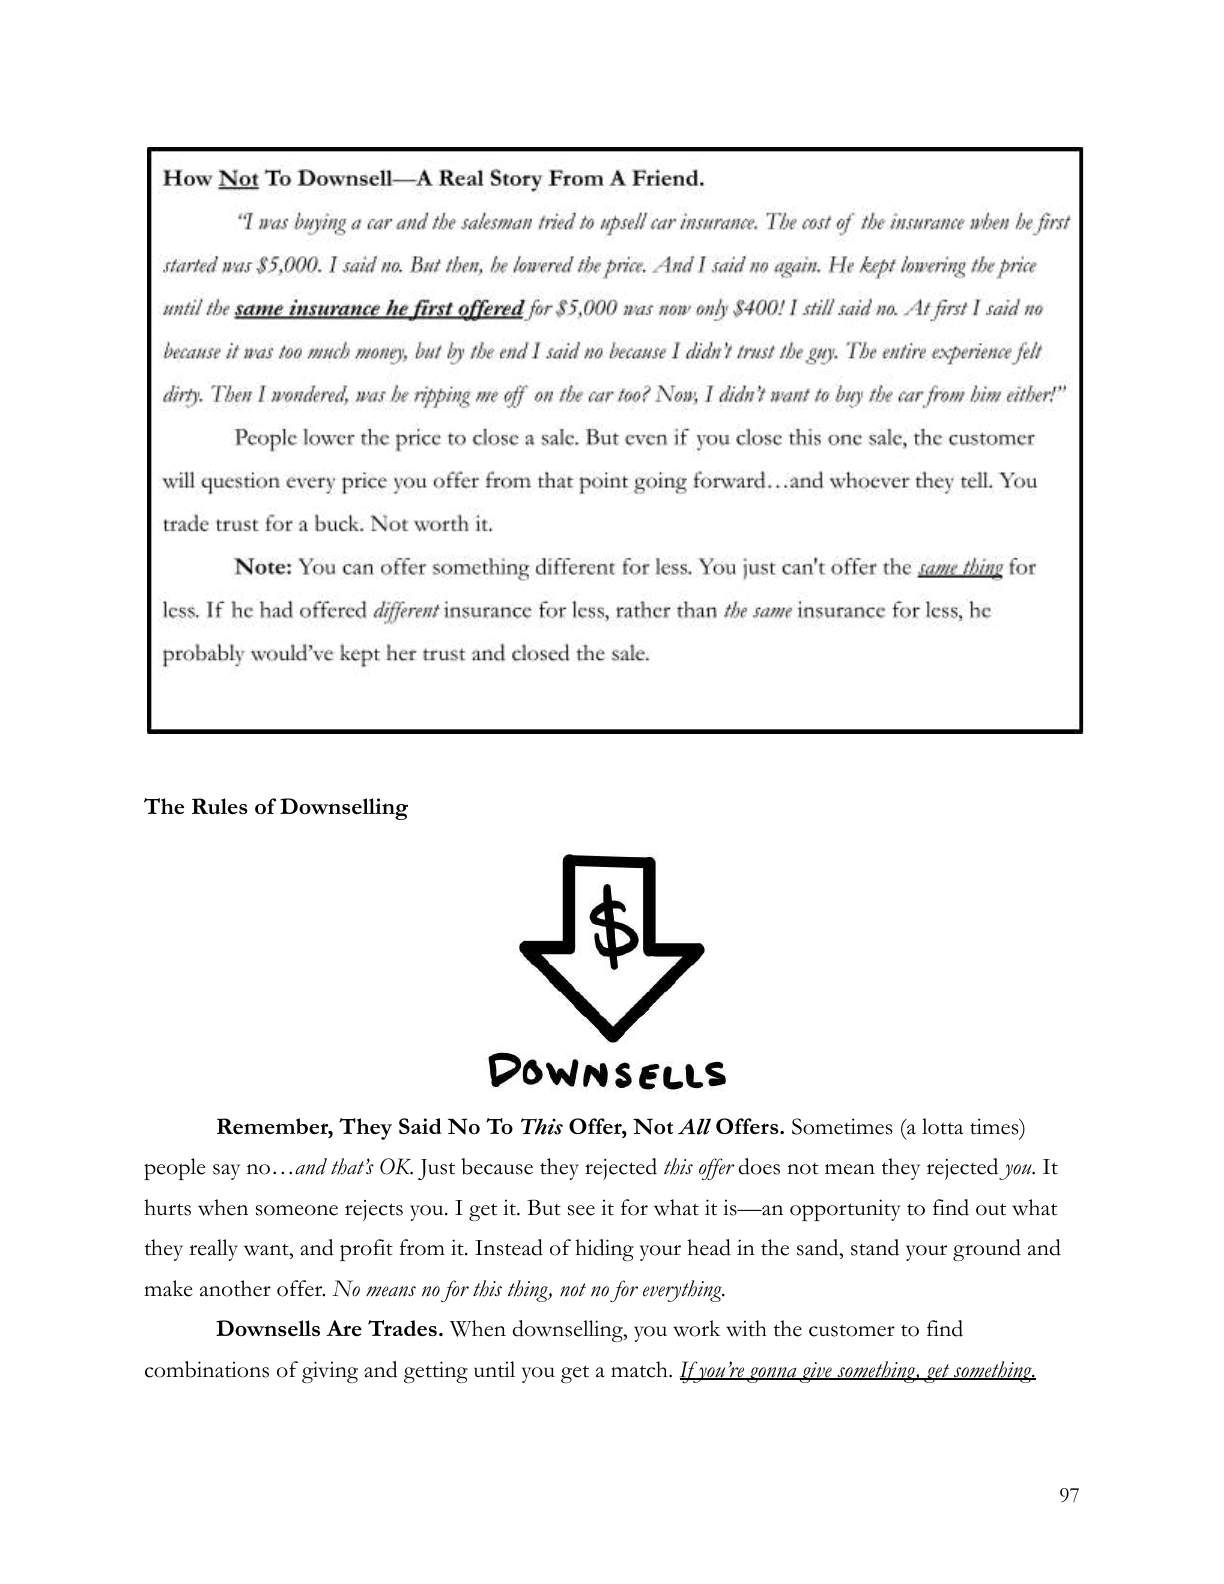 How Not To Downsell—A Real Story From A Friend.
“I was buying a car and the salesman tried to upsell car insurance. The cost of the insurance when he first
started was $5,000. I said no. But then, he lowered the price. And I said no again. He kept lowering the price
until the same insurance he first offered for $5,000 was now only $400! I still said no. At first I said no
because it was too much money, but by the end I said no because I didn’t trust the guy. The entire experience felt
dirty. Then I wondered, was he ripping me off on the car too? Now, I didn’t want to buy the car from him either!”
People lower the price to close a sale. But even if you close this one sale, the customer
will question every price you offer from that point going forward…and whoever they tell. You
trade trust for a buck. Not worth it.
Note: You can offer something different for less. You just can't offer the same thing for
less. If he had offered different insurance for less, rather than the same insurance for less, he
probably would’ve kept her trust and closed the sale.
The Rules of Downselling
$
DOWNSELLS
Remember, They Said No To This Offer, Not All Offers. Sometimes (a lotta times)
people say no…and that’s OK. Just because they rejected this offer does not mean they rejected you. It
hurts when someone rejects you. I get it. But see it for what it is—an opportunity to find out what
they really want, and profit from it. Instead of hiding your head in the sand, stand your ground and
make another offer. No means no for this thing, not no for everything.
Downsells Are Trades. When downselling, you work with the customer to find
combinations of giving and getting until you get a match. If you’re gonna give something, get something.
97